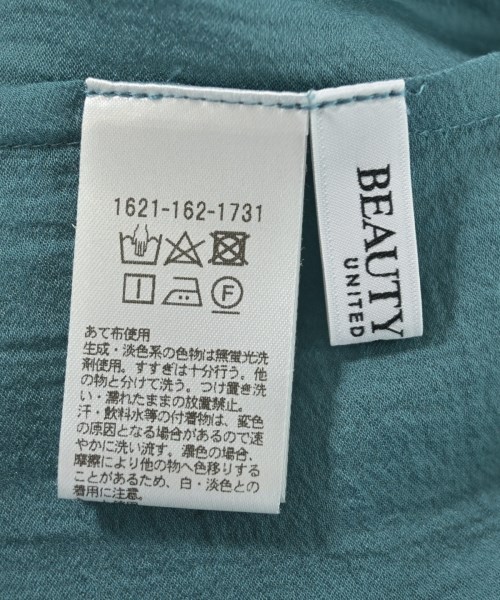 1621-162-1731
F
あて布使用
生成・淡色系の色物は無蛍光洗
剤使用。すすぎは十分行う。他
の物と分けて洗う。つけ置き洗
い・濡れたままの放置禁止。
汗・飲料水等の付着物は、変色
の原因となる場合があるので速
やかに洗い流す。濃色の場合、
摩擦により他の物へ色移りする
ことがあるため、白・淡色との
着用に注意。
BEAUTY
UNITED